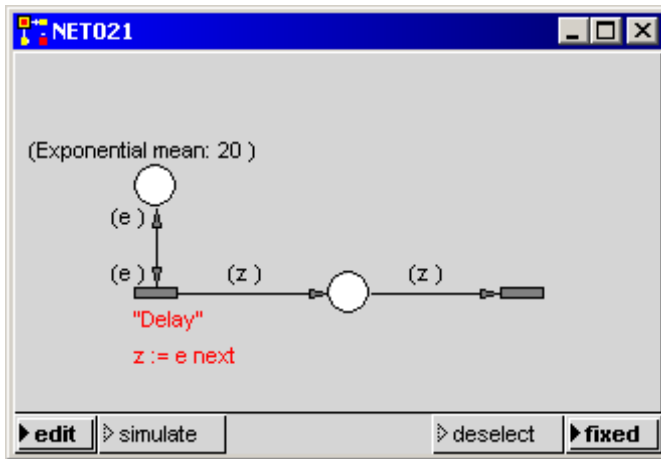 NET021
(Exponential mean: 20 )
(e )
(e ) (z ) (z )
"Delay"
z := e next
edit simulate deselect fixed